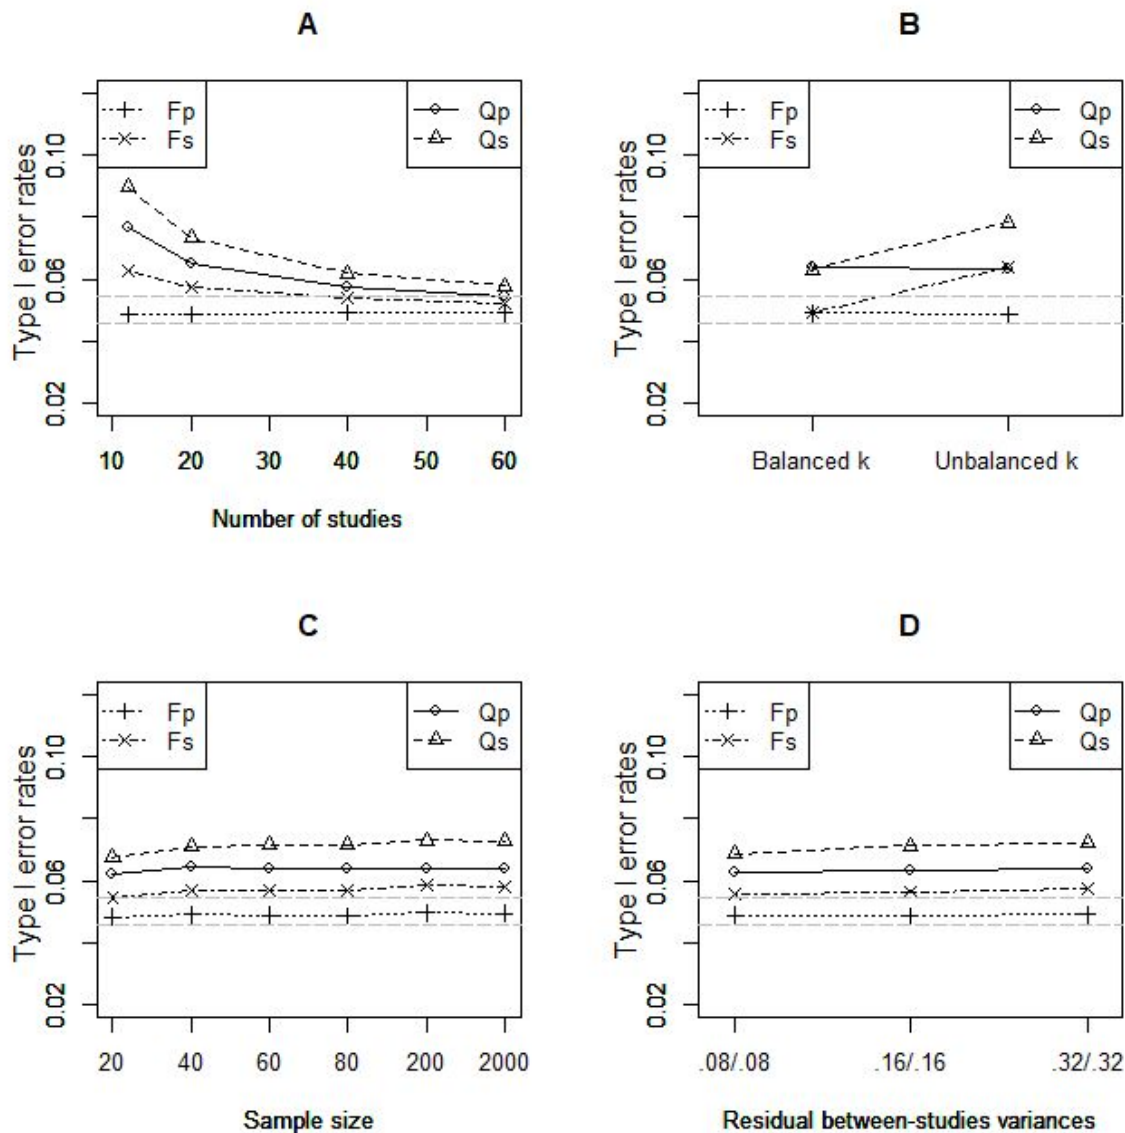 A
Fp
Fs
Qp
Qs
Type I error rates
0.02 0.06 0.10
10 20 30 40 50 60
Number of studies
B
Fp
Fs
Qp
Qs
Type I error rates
0.02 0.06 0.10
Balanced k Unbalanced k
C
Fp
Fs
Qp
Qs
Type I error rates
0.02 0.06 0.10
20 40 60 80 200 2000
Sample size
D
Fp
Fs
Qp
Qs
Type I error rates
0.02 0.06 0.10
.08/.08 .16/.16 .32/.32
Residual between-studies variances